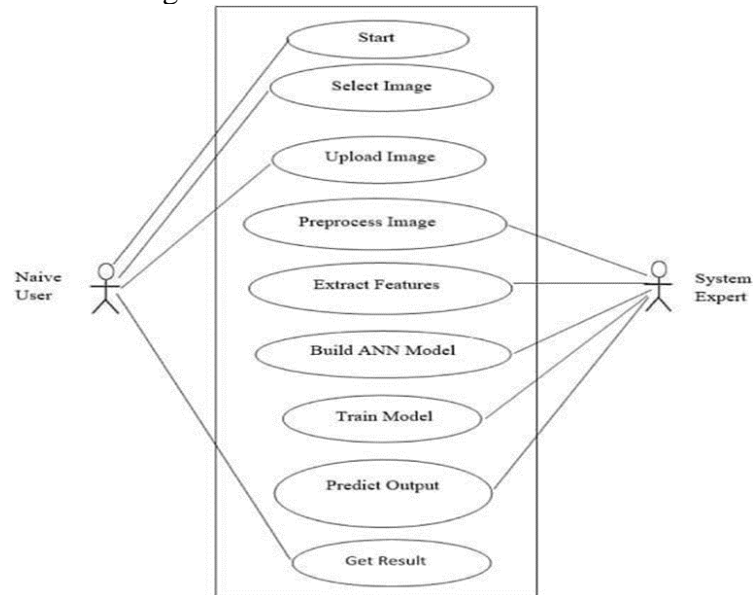 Start
Select Image
Upload Image
Preprocess Image
Naive
User
Extract Features
System
Expert
Build ANN Model
Train Model
Predict Output
Get Result